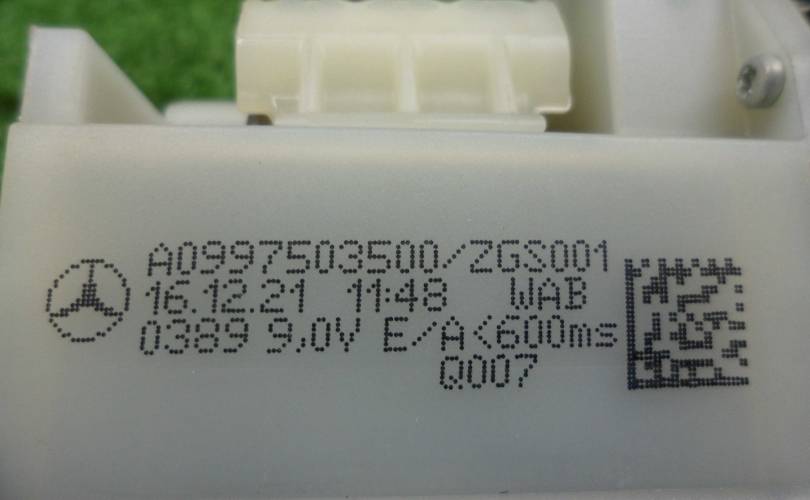 A0997503500/ZGS001
16.12.21 11:48 WAB
0389 9,0V E/A<600ms
Q007